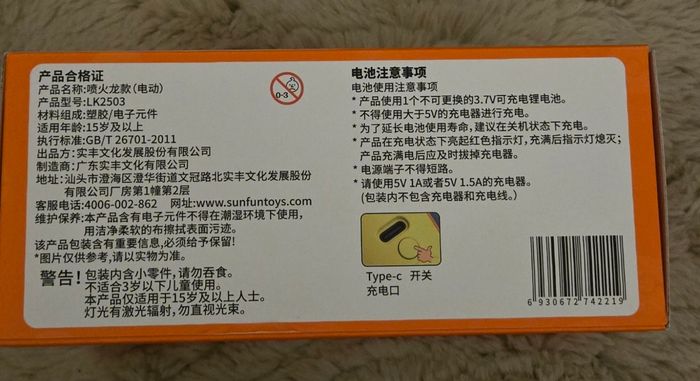 产品合格证
产品名称:喷火龙款(电动)
产品型号:LK2503
材料组成:塑胶/电子元件
适用年龄:15岁及以上
执行标准:GB/T 26701-2011
出品方:实丰文化发展股份有限公司
制造商:广东实丰文化有限公司
地址:汕头市澄海区澄华街道文冠路北实丰文化发展股份
有限公司厂房第1幢第2层
客服电话:4006-002-862 网址:www.sunfuntoys.com
维护保养:本产品含有电子元件不得在潮湿环境下使用,
用洁净柔软的布擦拭表面污迹。
该产品包装含有重要信息,必须给予保留!
*图片仅供参考,请以实物为准。
警告!
包装内含小零件,请勿吞食。
不适合3岁以下儿童使用。
本产品仅适用于15岁及以上人士。
灯光有激光辐射,勿直视光束。
0-3
电池注意事项
电池使用注意事项
* 产品使用1个不可更换的3.7V可充电锂电池。
* 不得使用大于5V的充电器进行充电。
* 为了延长电池使用寿命,建议在关机状态下充电。
* 产品在充电状态下亮起红色指示灯,充满后指示灯熄灭;
产品充满电后应及时拔掉充电器。
* 电源端子不得短路。
* 请使用5V 1A或者5V 1.5A的充电器。
(包装内不包含充电器和充电线。)
Type-c 开关
充电口
6 930672 742219